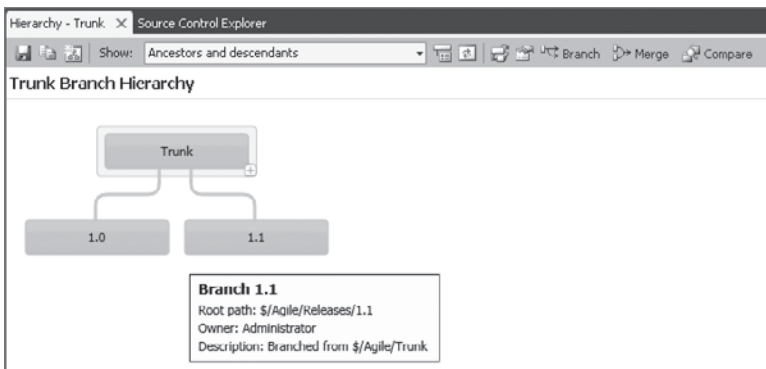 Hierarchy - Trunk
Source Control Explorer
Show: Ancestors and descendants Branch Merge Compare
Trunk Branch Hierarchy
Trunk
1.0 1.1
Branch 1.1
Root path: $/Agile/Releases/1.1
Owner: Administrator
Description: Branched from $/Agile/Trunk